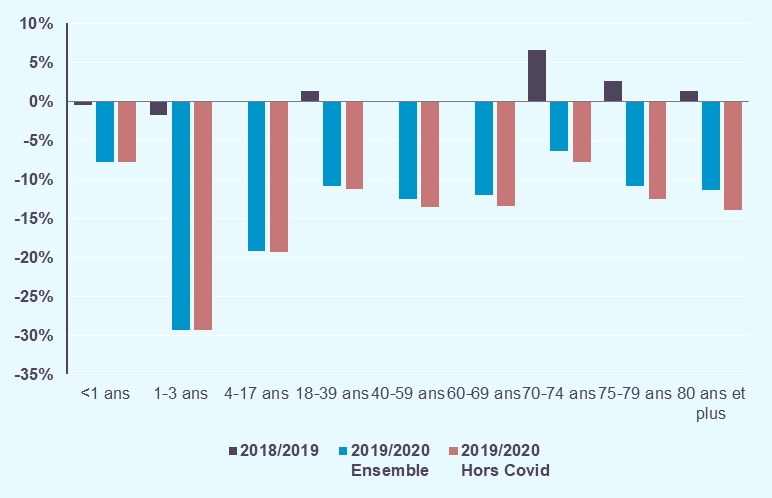 10%
5%
0%
-5%
-10%
-15%
-20%
-25%
-30%
-35%
<1 ans 1-3 ans 4-17 ans 18-39 ans 40-59 ans 60-69 ans 70-74 ans 75-79 ans 80 ans et
plus
2018/2019 2019/2020 2019/2020
Ensemble Hors Covid